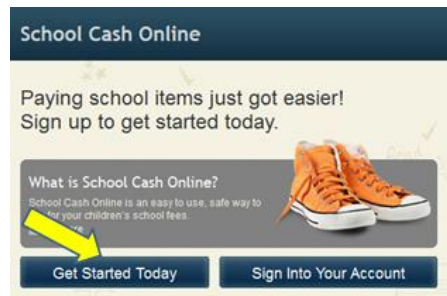 School Cash Online
Paying school items just got easier!
Sign up to get started today.
What is School Cash Online?
School Cash Online is an easy to use, safe way to
for your children's school fees.
Get Started Today
Sign Into Your Account